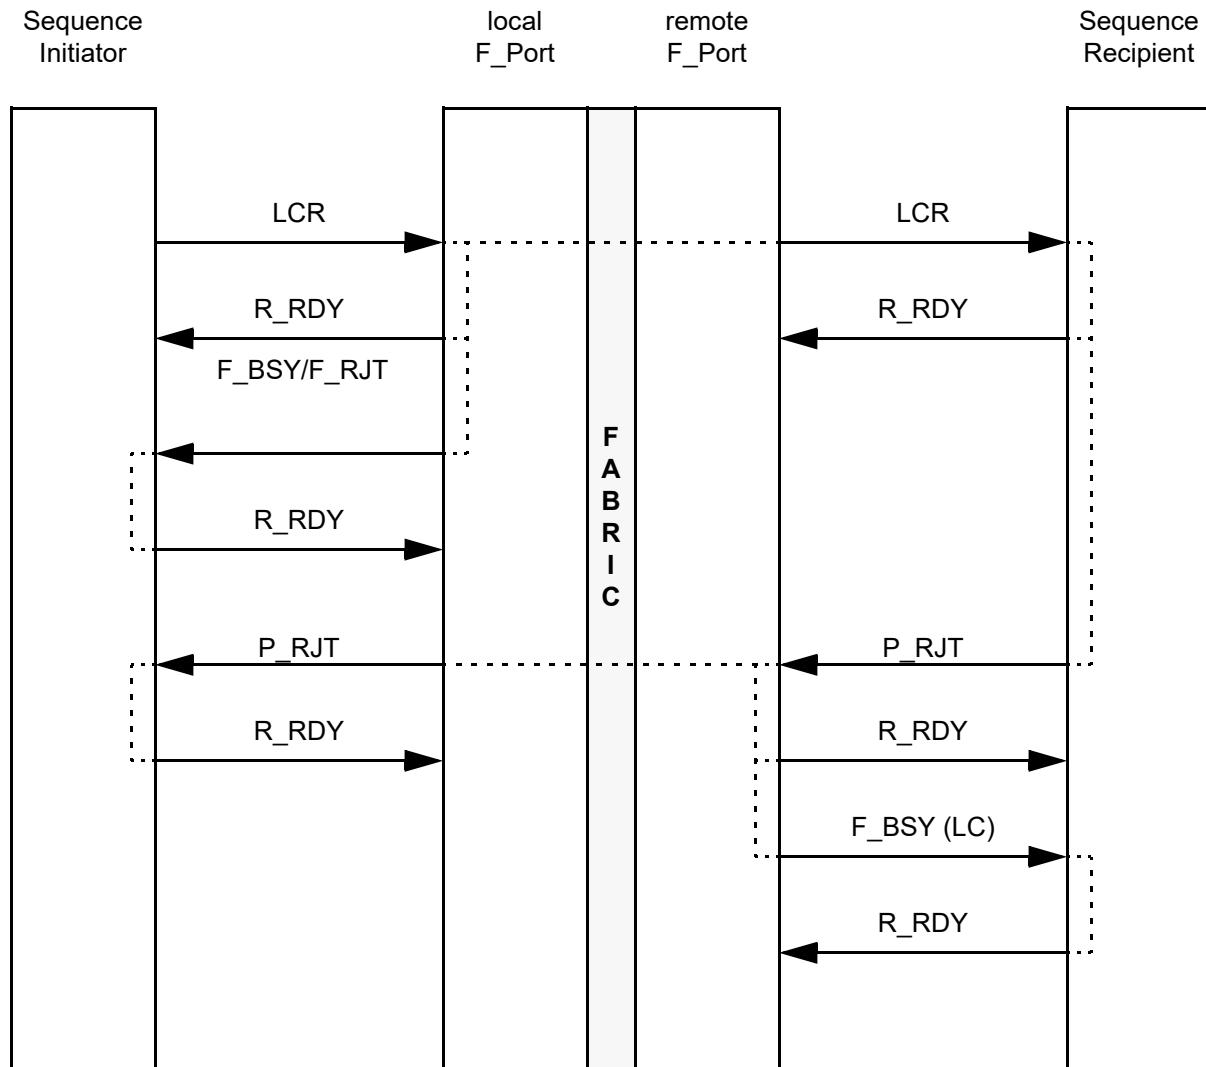 Sequence
Initiator
local
F_Port
remote
F_Port
Sequence
Recipient
LCR
LCR
R_RDY
R_RDY
F_BSY/F_RJT
F
A
B
R
I
C
R_RDY
P_RJT
P_RJT
R_RDY
R_RDY
F_BSY (LC)
R_RDY